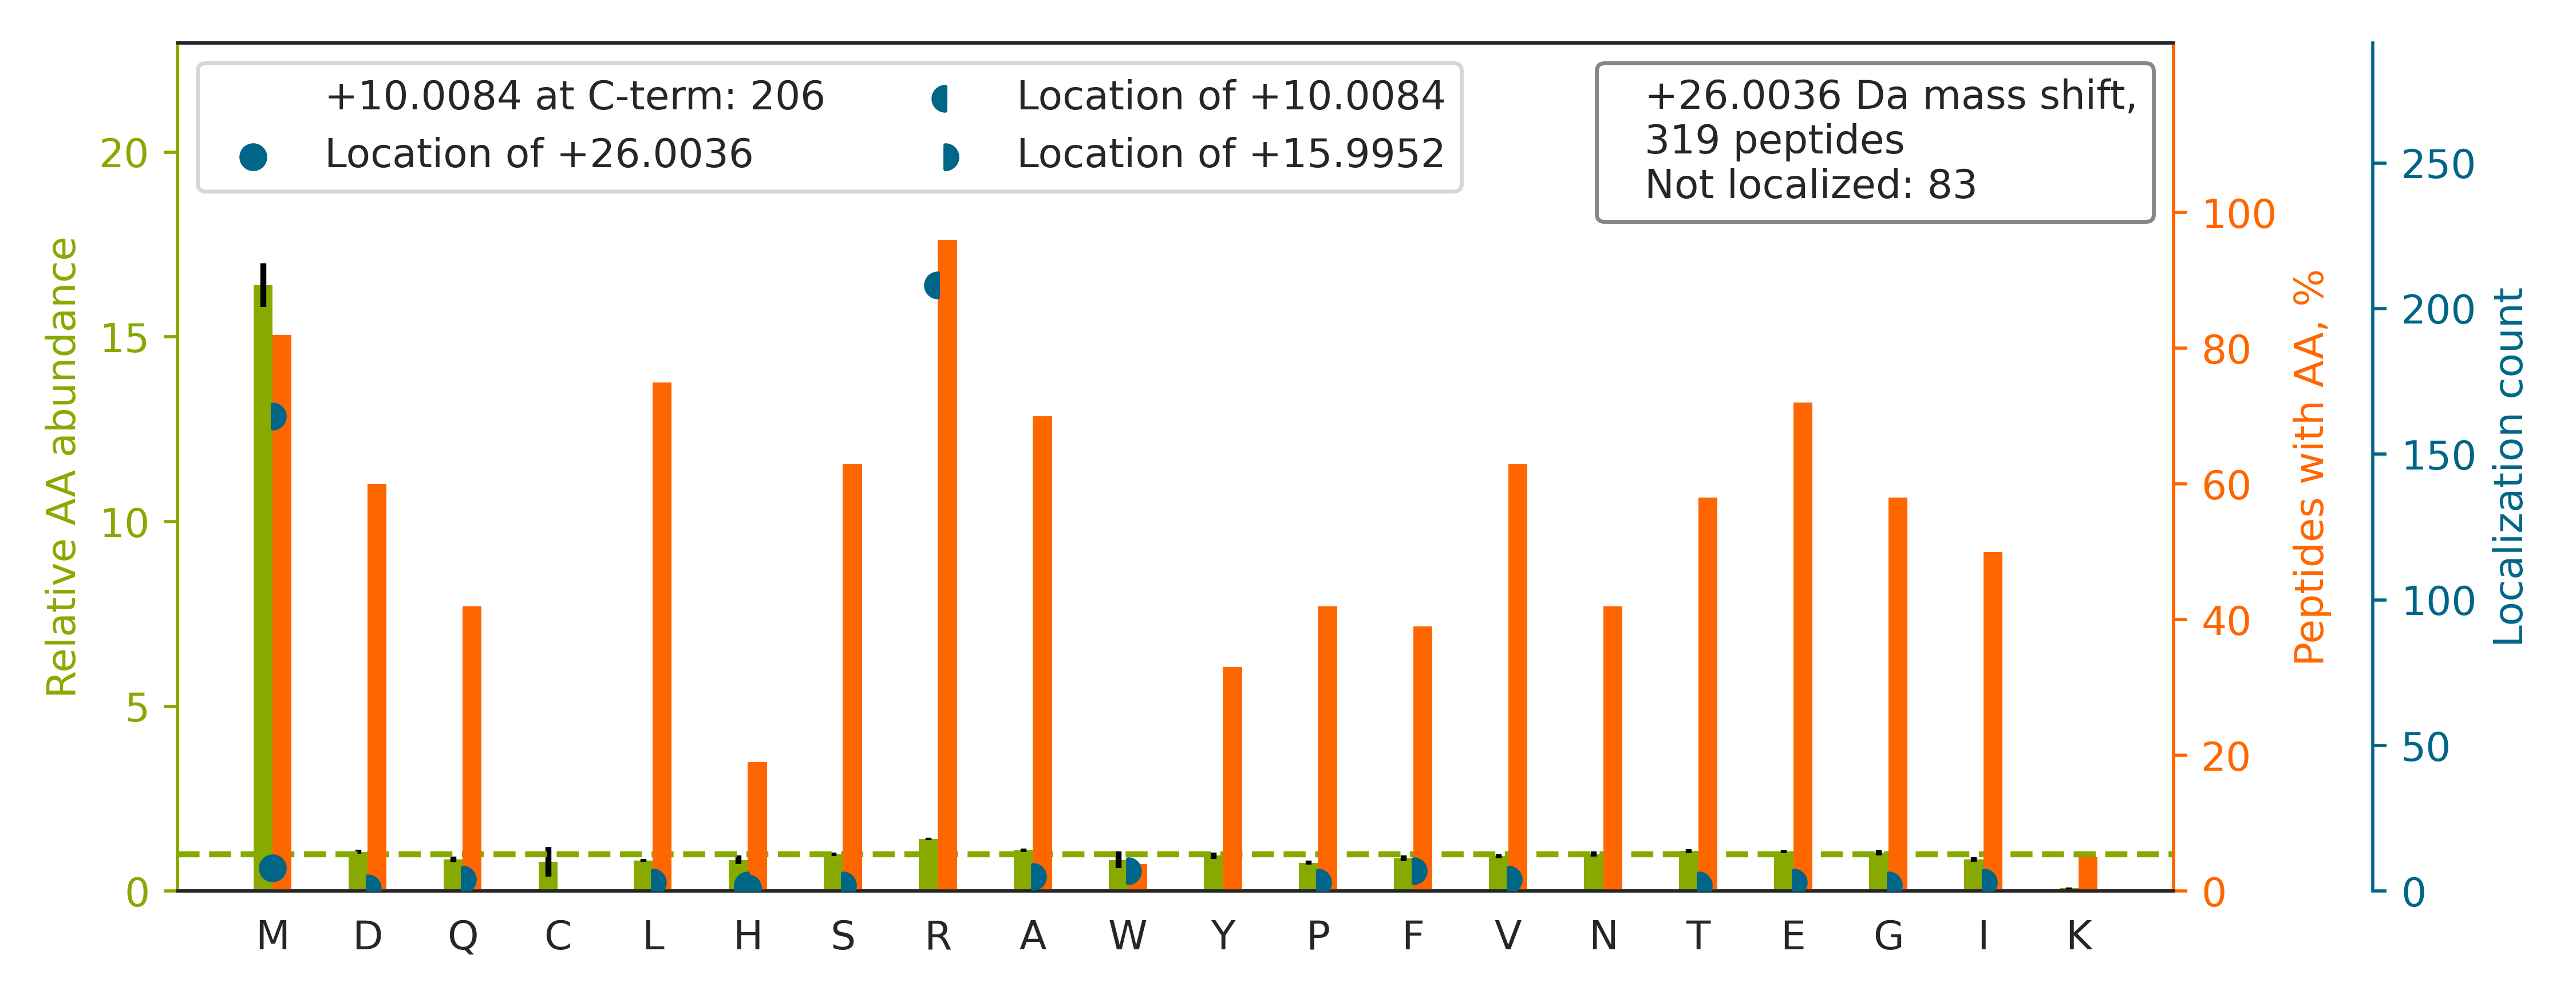 +10.0084 at C-term: 206
Location of +26.0036
Location of +10.0084
Location of +15.9952
+26.0036 Da mass shift,
319 peptides
Not localized: 83
Relative AA abundance
20
15
10
5
0
Peptides with AA, %
100
80
60
40
20
0
Localization count
250
200
150
100
50
0
M D Q C L H S R A W Y P F V N T E G I K